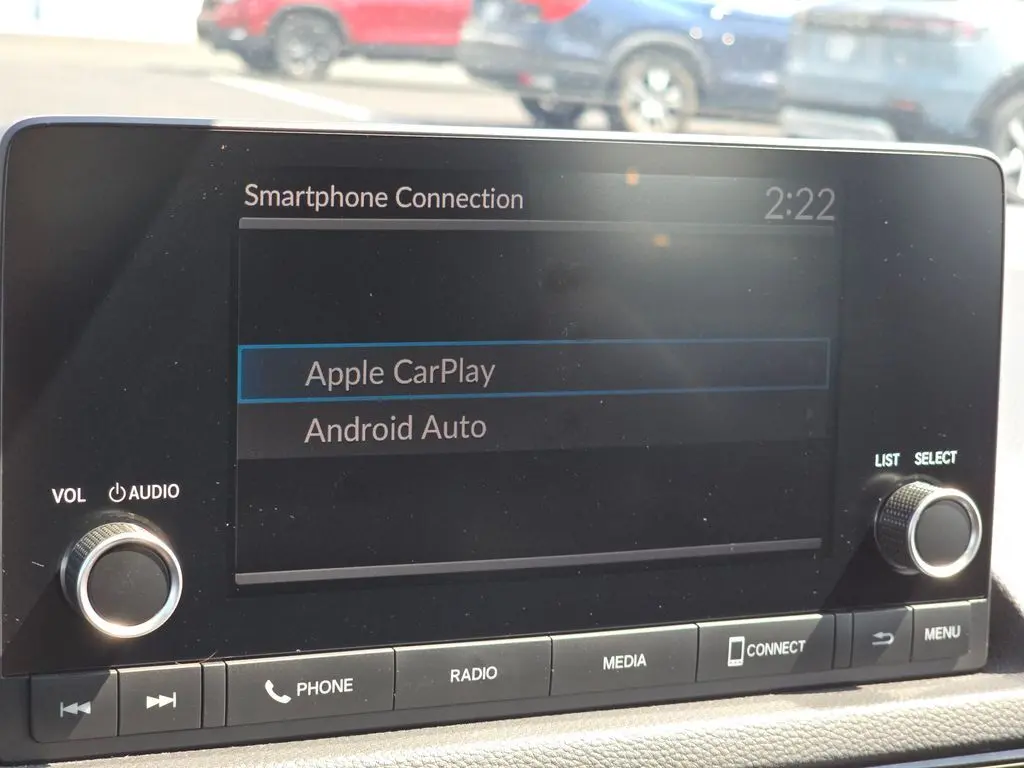 Smartphone Connection 2:22
Apple CarPlay
Android Auto
VOL AUDIO
LIST SELECT
PHONE
RADIO
MEDIA
CONNECT
MENU